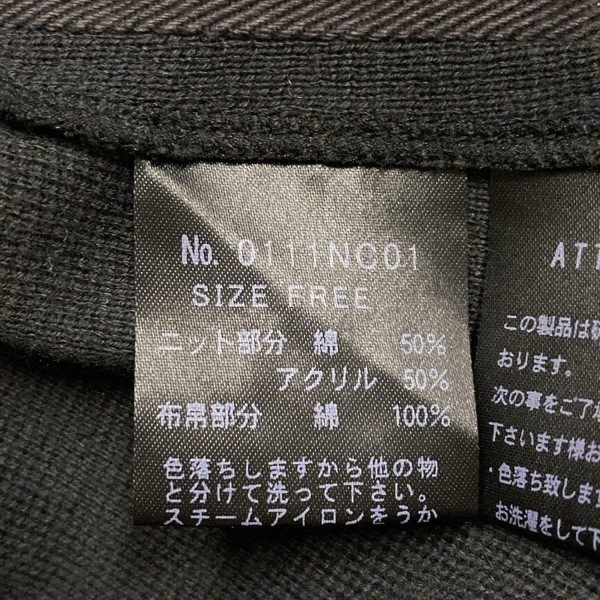 No. 0111NC01
SIZE FREE
ニット部分 綿 50%
アクリル 50%
布帛部分 綿 100%
色落ちしますから他の物
と分けて洗って下さい。
スチームアイロンをうか
ATT
この製品は
おります。
次の事をご了
下さいます様お
・色落ち致します
お洗濯をして下